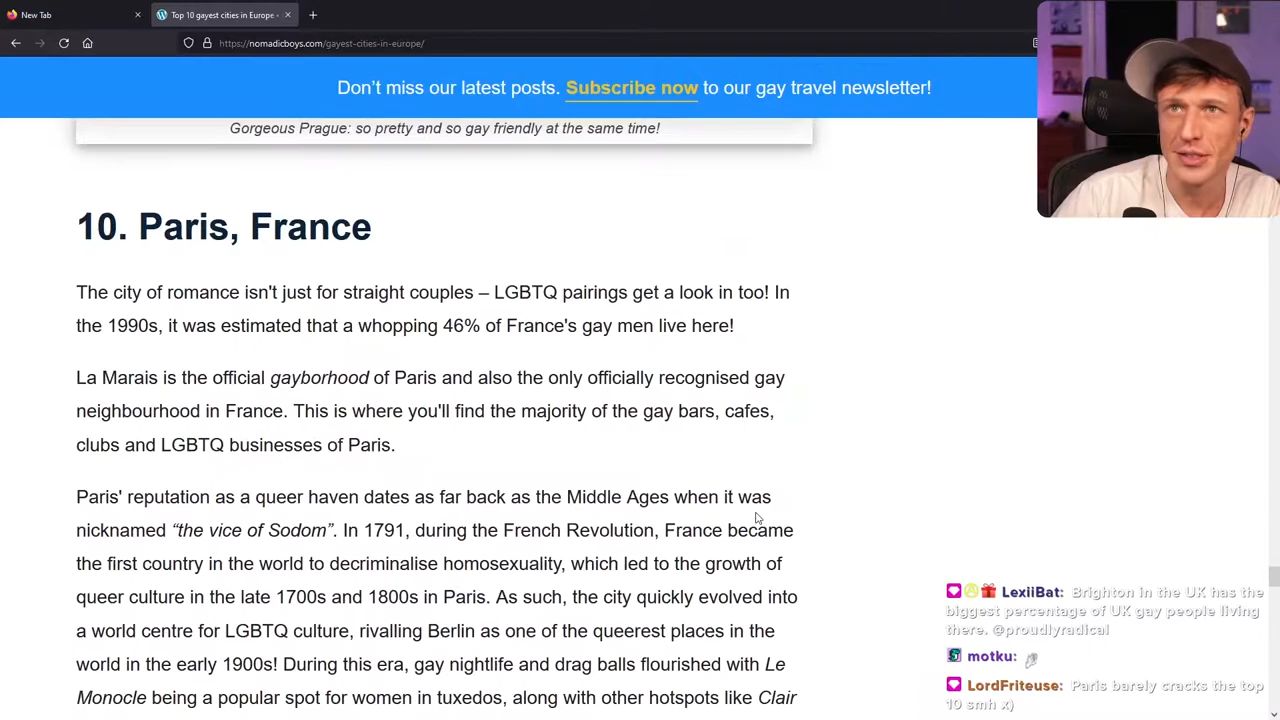 New Tab
Top 10 gayest cities in Europe -
https://nomadicboys.com/gayest-cities-in-europe/
Don't miss our latest posts. Subscribe now to our gay travel newsletter!
Gorgeous Prague: so pretty and so gay friendly at the same time!
10. Paris, France
The city of romance isn't just for straight couples – LGBTQ pairings get a look in too! In
the 1990s, it was estimated that a whopping 46% of France's gay men live here!
La Marais is the official gayborhood of Paris and also the only officially recognised gay
neighbourhood in France. This is where you'll find the majority of the gay bars, cafes,
clubs and LGBTQ businesses of Paris.
Paris' reputation as a queer haven dates as far back as the Middle Ages when it was
nicknamed “the vice of Sodom”. In 1791, during the French Revolution, France became
the first country in the world to decriminalise homosexuality, which led to the growth of
queer culture in the late 1700s and 1800s in Paris. As such, the city quickly evolved into
a world centre for LGBTQ culture, rivalling Berlin as one of the queerest places in the
world in the early 1900s! During this era, gay nightlife and drag balls flourished with Le
Monocle being a popular spot for women in tuxedos, along with other hotspots like Clair
LexiiBat: Brighton in the UK has the
biggest percentage of UK gay people living
there. @proudlyradical
motku:
LordFriteuse: Paris barely cracks the top
10 smh x)